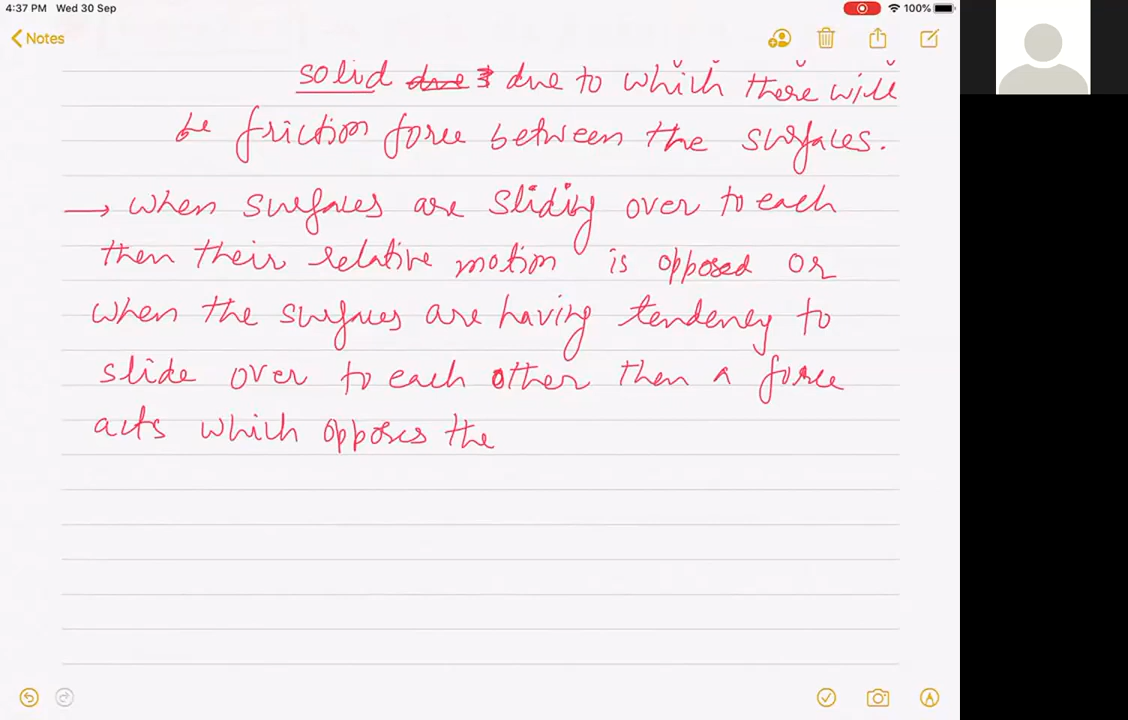 4:37 PM Wed 30 Sep
100%
Notes
solid due to which there will
be friction force between the surfaces.
→ when surfaces are sliding over to each
then their relative motion is opposed or
when the surfaces are having tendency to
slide over to each other then a force
acts which opposes the